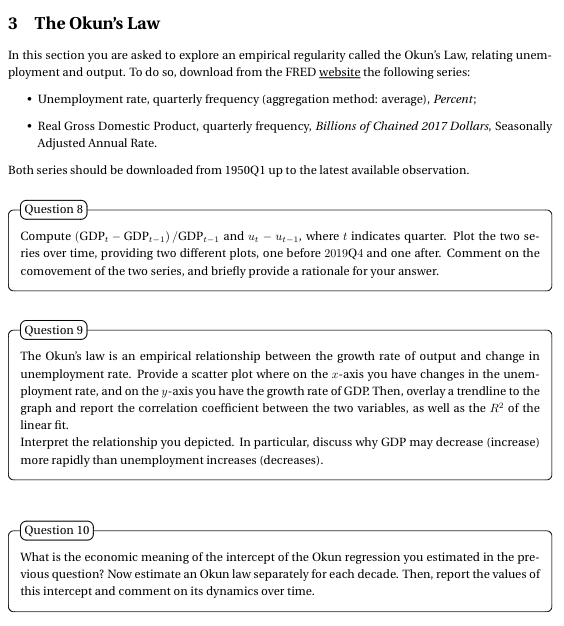 3 The Okun's Law
In this section you are asked to explore an empirical regularity called the Okun's Law, relating unem-
ployment and output. To do so, download from the FRED website the following series:
• Unemployment rate, quarterly frequency (aggregation method: average), Percent;
• Real Gross Domestic Product, quarterly frequency, Billions of Chained 2017 Dollars, Seasonally
Adjusted Annual Rate.
Both series should be downloaded from 1950Q1 up to the latest available observation.
Question 8
Compute (GDPₜ − GDPₜ₋₁) /GDPₜ₋₁ and uₜ − uₜ₋₁, where t indicates quarter. Plot the two se-
ries over time, providing two different plots, one before 2019Q4 and one after. Comment on the
comovement of the two series, and briefly provide a rationale for your answer.
Question 9
The Okun's law is an empirical relationship between the growth rate of output and change in
unemployment rate. Provide a scatter plot where on the x-axis you have changes in the unem-
ployment rate, and on the y-axis you have the growth rate of GDP. Then, overlay a trendline to the
graph and report the correlation coefficient between the two variables, as well as the R² of the
linear fit.
Interpret the relationship you depicted. In particular, discuss why GDP may decrease (increase)
more rapidly than unemployment increases (decreases).
Question 10
What is the economic meaning of the intercept of the Okun regression you estimated in the pre-
vious question? Now estimate an Okun law separately for each decade. Then, report the values of
this intercept and comment on its dynamics over time.